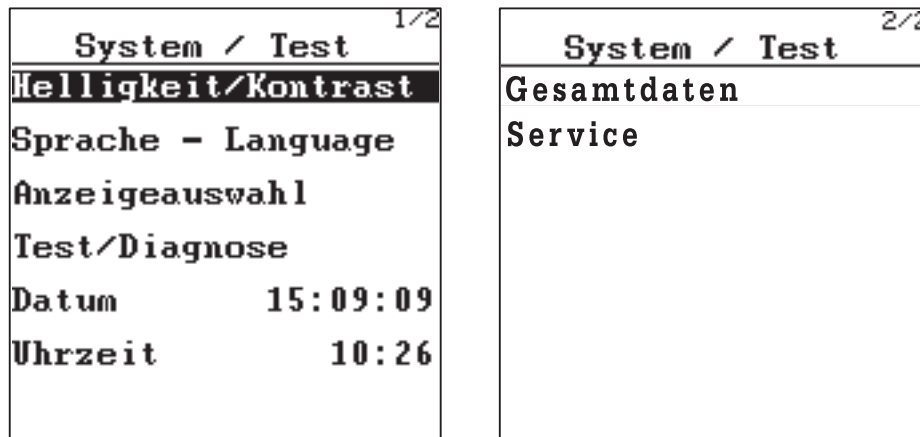 1/2
System / Test
Helligkeit/Kontrast
Sprache - Language
Anzeigeauswahl
Test/Diagnose
Datum 15:09:09
Uhrzeit 10:26
2/2
System / Test
Gesamtdaten
Service